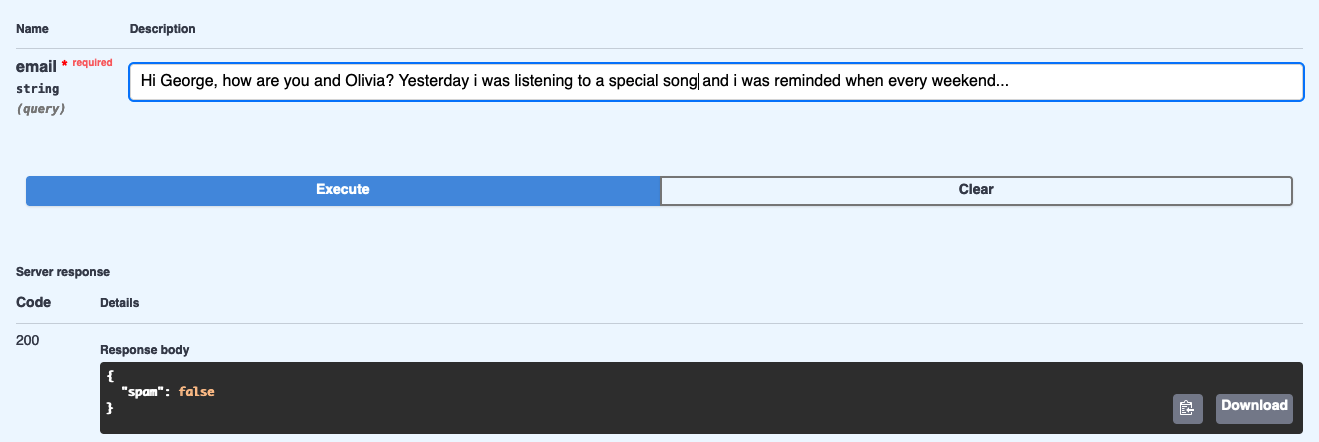 Name Description
email * required
string
(query)
Hi George, how are you and Olivia? Yesterday i was listening to a special song and i was reminded when every weekend...
Execute Clear
Server response
Code Details
200
Response body
{
"spam": false
}
Download